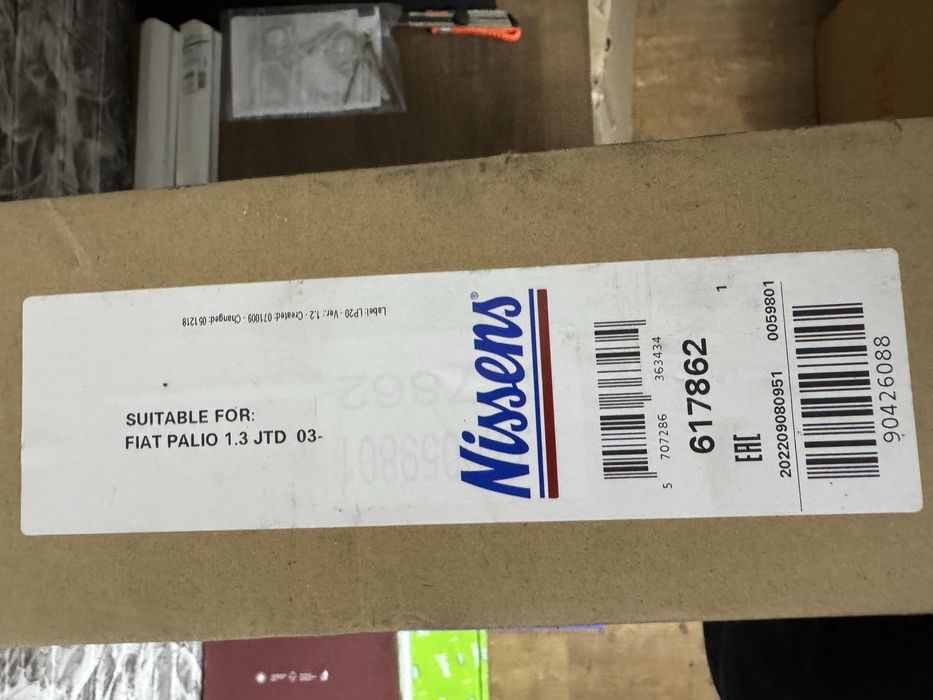 Label: LP20 - Ver.: 1.2 - Created: 071009 - Changed: 051218
SUITABLE FOR:
FIAT PALIO 1.3 JTD 03-
Nissens®
5 707286 363434
617862
1
EAC
202209080951 0059801
90426088